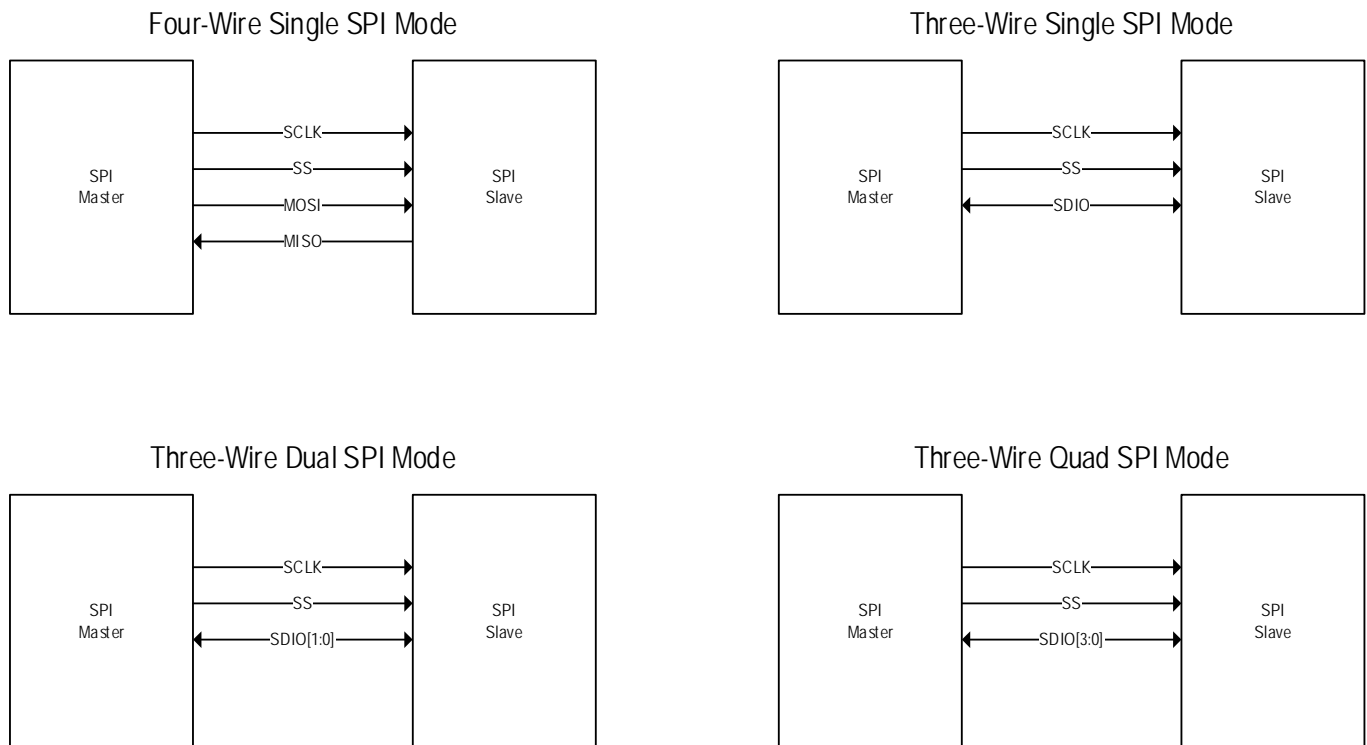 Four-Wire Single SPI Mode
SPI
Master
SCLK
SS
MOSI
MISO
SPI
Slave
Three-Wire Single SPI Mode
SPI
Master
SCLK
SS
SDIO
SPI
Slave
Three-Wire Dual SPI Mode
SPI
Master
SCLK
SS
SDIO[1:0]
SPI
Slave
Three-Wire Quad SPI Mode
SPI
Master
SCLK
SS
SDIO[3:0]
SPI
Slave